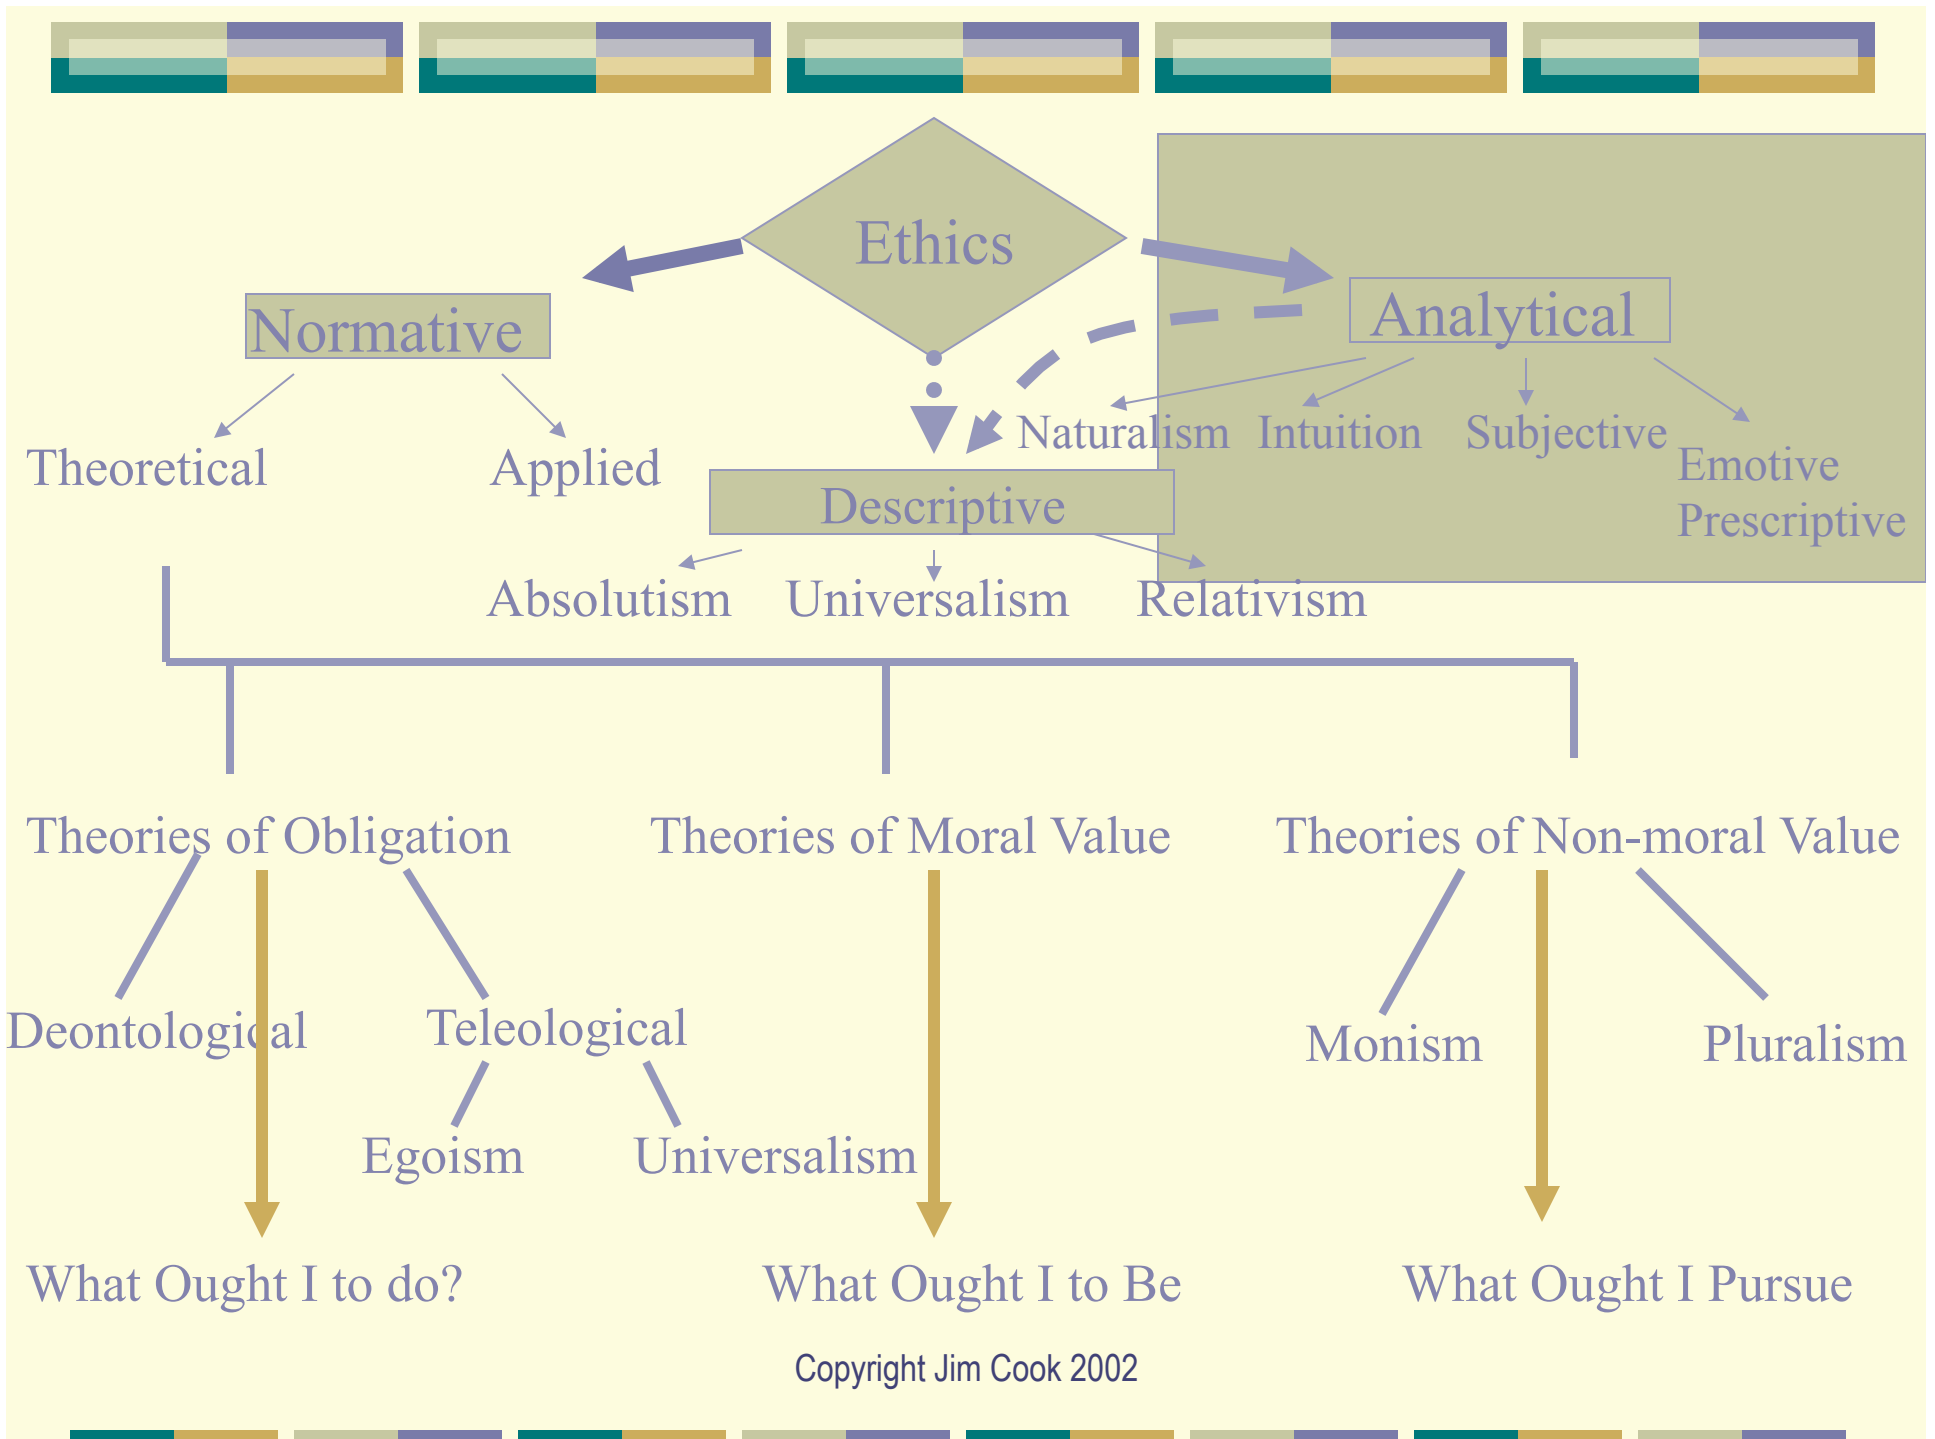 Ethics
Normative
Analytical
Theoretical
Applied
Naturalism
Intuition
Subjective
Emotive
Prescriptive
Descriptive
Absolutism
Universalism
Relativism
Theories of Obligation
Theories of Moral Value
Theories of Non-moral Value
Deontological
Teleological
Monism
Pluralism
Egoism
Universalism
What Ought I to do?
What Ought I to Be
What Ought I Pursue
Copyright Jim Cook 2002